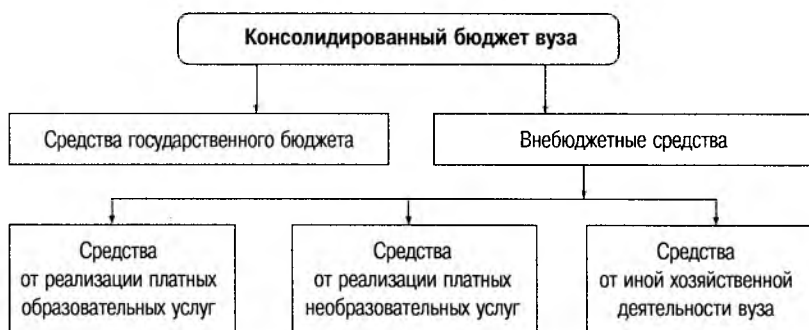 Консолидированный бюджет вуза
Средства государственного бюджета
Внебюджетные средства
Средства
от реализации платных
образовательных услуг
Средства
от реализации платных
необразовательных услуг
Средства
от иной хозяйственной
деятельности вуза